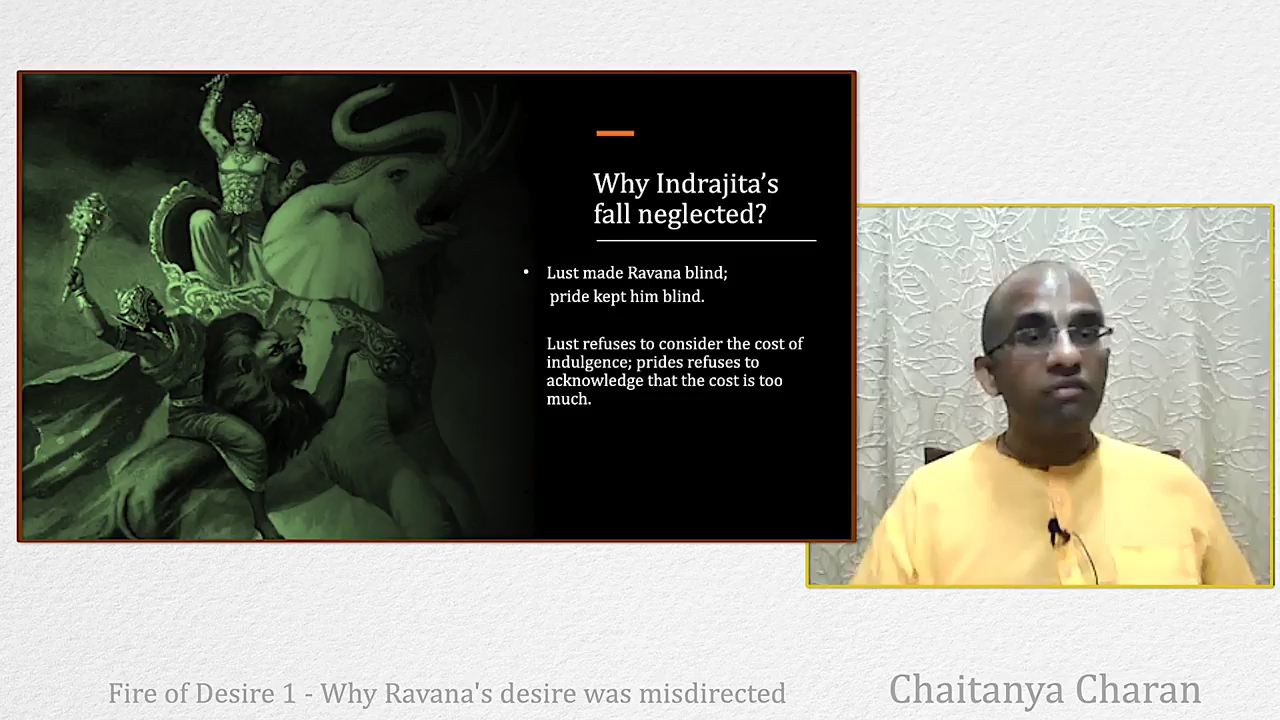 Why Indrajita’s
fall neglected?
• Lust made Ravana blind;
pride kept him blind.
Lust refuses to consider the cost of
indulgence; prides refuses to
acknowledge that the cost is too
much.
Fire of Desire 1 - Why Ravana's desire was misdirected
Chaitanya Charan